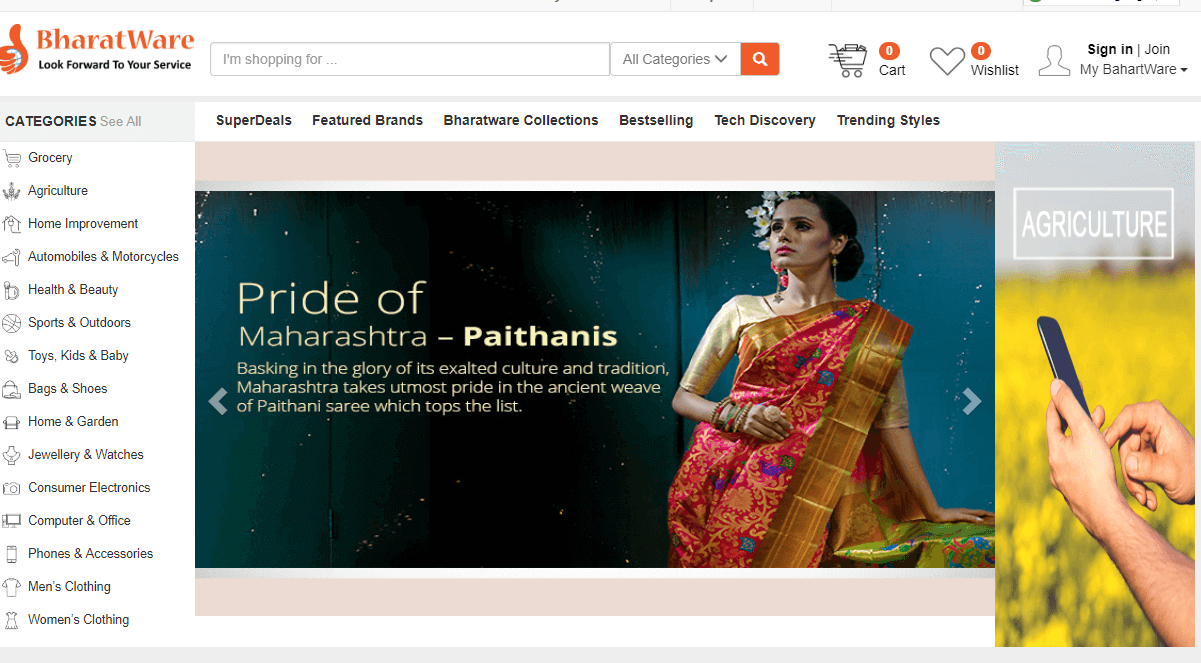 BharatWare
Look Forward To Your Service
I'm shopping for ...
All Categories
0
Cart
0
Wishlist
Sign in | Join
My BahartWare
CATEGORIES See All
SuperDeals
Featured Brands
Bharatware Collections
Bestselling
Tech Discovery
Trending Styles
Grocery
Agriculture
Home Improvement
Automobiles & Motorcycles
Health & Beauty
Sports & Outdoors
Toys, Kids & Baby
Bags & Shoes
Home & Garden
Jewellery & Watches
Consumer Electronics
Computer & Office
Phones & Accessories
Men's Clothing
Women's Clothing
Pride of
Maharashtra – Paithanis
Basking in the glory of its exalted culture and tradition,
Maharashtra takes utmost pride in the ancient weave
of Paithani saree which tops the list.
AGRICULTURE